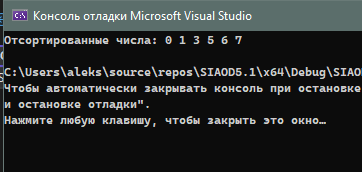 Консоль отладки Microsoft Visual Studio
Отсортированные числа: 0 1 3 5 6 7
C:\Users\aleks\source\repos\SIAOD5.1\x64\Debug\SIAO
Чтобы автоматически закрывать консоль при остановке
и остановке отладки".
Нажмите любую клавишу, чтобы закрыть это окно…